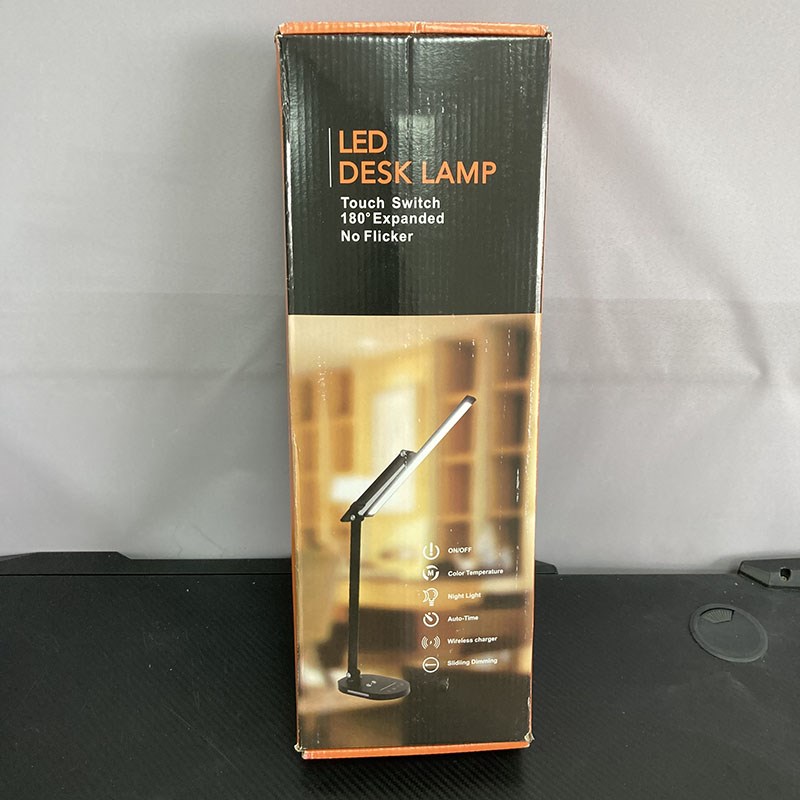 LED
DESK LAMP
Touch Switch
180° Expanded
No Flicker
ON/OFF
M
Color Temperature
Night Light
Auto-Time
Wireless charger
Sliding Dimming